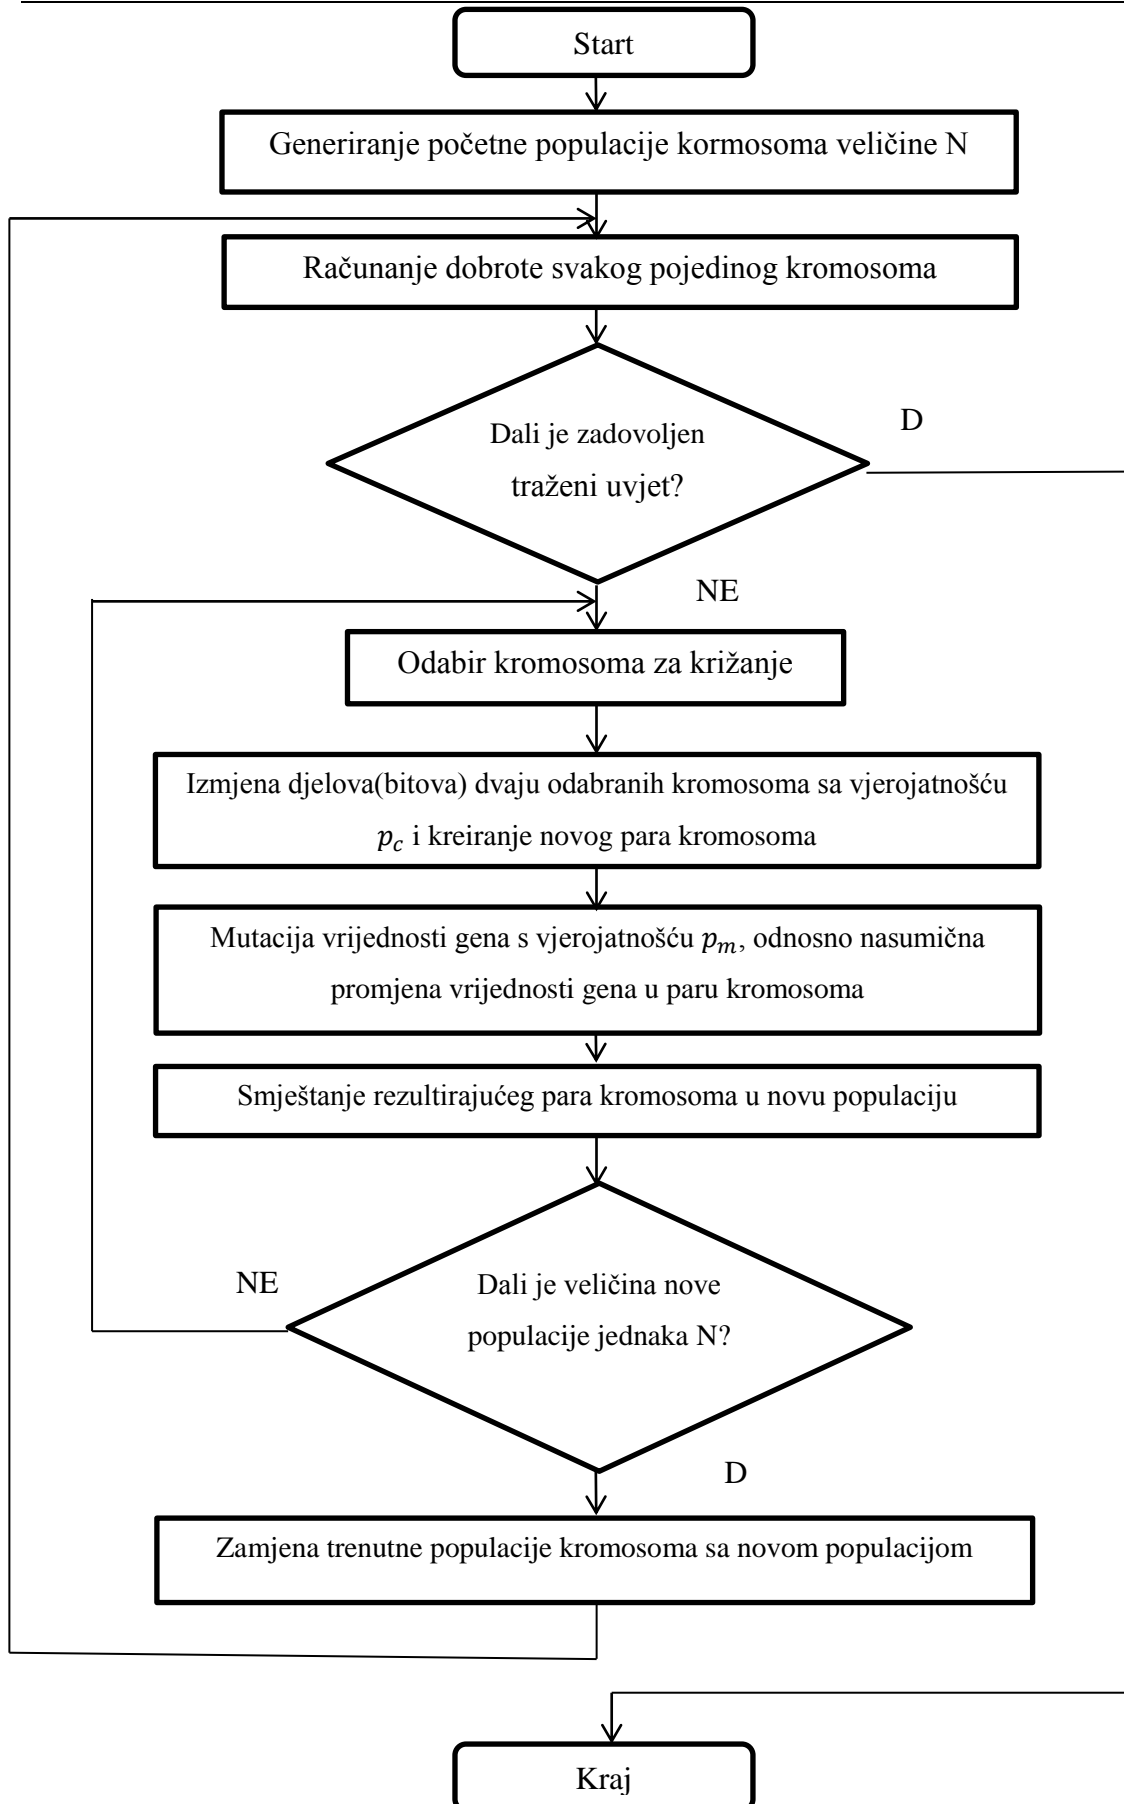 Start
Generiranje početne populacije kormosoma veličine N
Računanje dobrote svakog pojedinog kromosoma
Dali je zadovoljen
traženi uvjet?
D
NE
Odabir kromosoma za križanje
Izmjena djelova(bitova) dvaju odabranih kromosoma sa vjerojatnošću
p_c i kreiranje novog para kromosoma
Mutacija vrijednosti gena s vjerojatnošću p_m, odnosno nasumična
promjena vrijednosti gena u paru kromosoma
Smještanje rezultirajućeg para kromosoma u novu populaciju
NE
Dali je veličina nove
populacije jednaka N?
D
Zamjena trenutne populacije kromosoma sa novom populacijom
Kraj